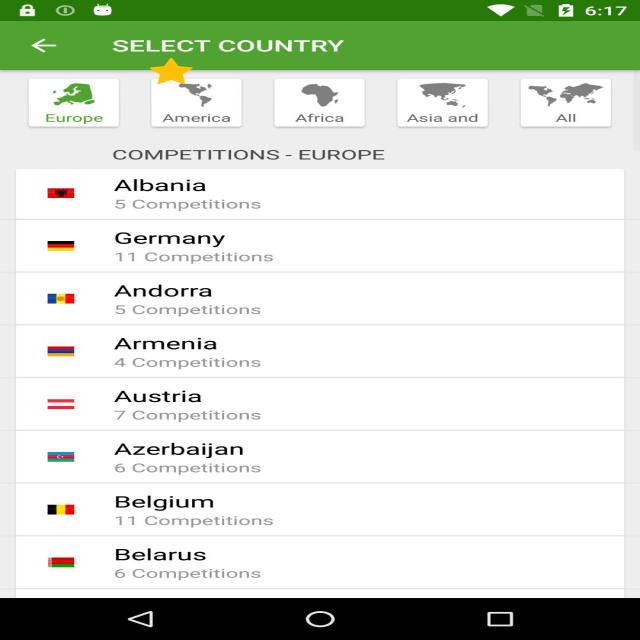 6:17
SELECT COUNTRY
Europe
America
Africa
Asia and
All
COMPETITIONS - EUROPE
Albania
5 Competitions
Germany
11 Competitions
Andorra
5 Competitions
Armenia
4 Competitions
Austria
7 Competitions
Azerbaijan
6 Competitions
Belgium
11 Competitions
Belarus
6 Competitions